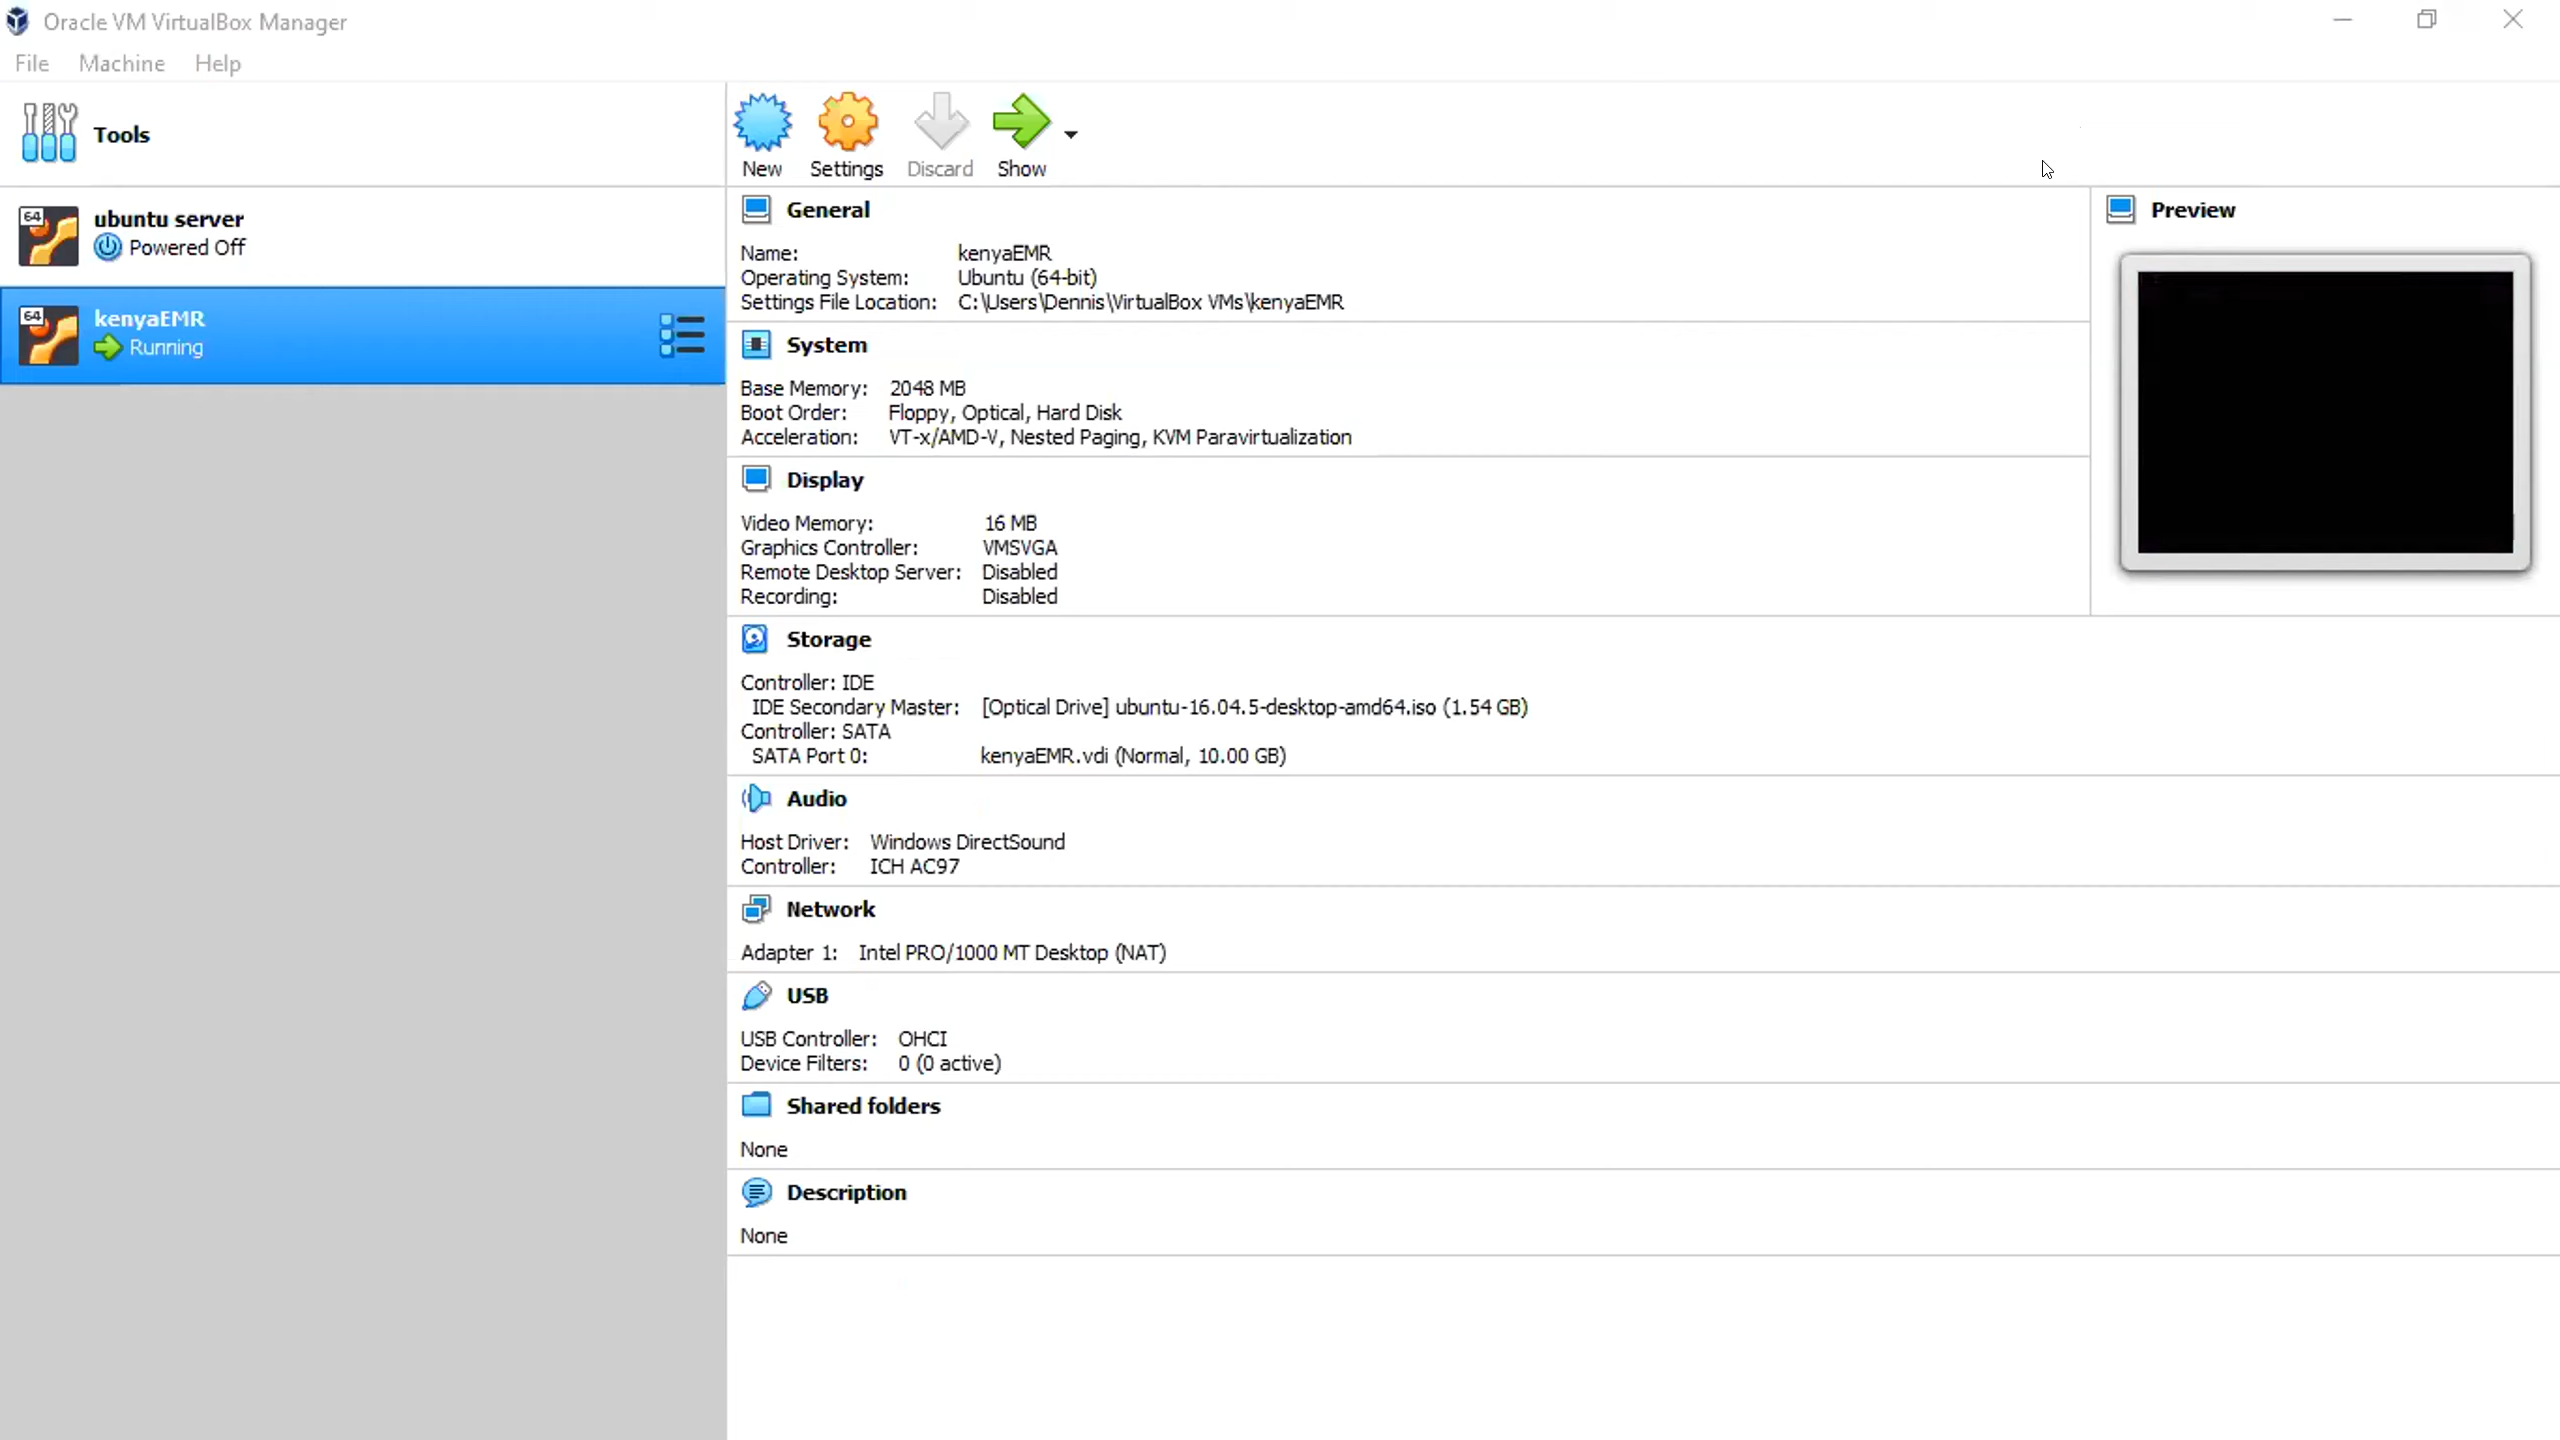 Oracle VM VirtualBox Manager
File Machine Help
Tools
New Settings Discard Show
64
ubuntu server
Powered Off
64
kenyaEMR
Running
General
Name: kenyaEMR
Operating System: Ubuntu (64-bit)
Settings File Location: C:\Users\Dennis\VirtualBox VMs\kenyaEMR
Preview
System
Base Memory: 2048 MB
Boot Order: Floppy, Optical, Hard Disk
Acceleration: VT-x/AMD-V, Nested Paging, KVM Paravirtualization
Display
Video Memory: 16 MB
Graphics Controller: VMSVGA
Remote Desktop Server: Disabled
Recording: Disabled
Storage
Controller: IDE
IDE Secondary Master: [Optical Drive] ubuntu-16.04.5-desktop-amd64.iso (1.54 GB)
Controller: SATA
SATA Port 0: kenyaEMR.vdi (Normal, 10.00 GB)
Audio
Host Driver: Windows DirectSound
Controller: ICH AC97
Network
Adapter 1: Intel PRO/1000 MT Desktop (NAT)
USB
USB Controller: OHCI
Device Filters: 0 (0 active)
Shared folders
None
Description
None